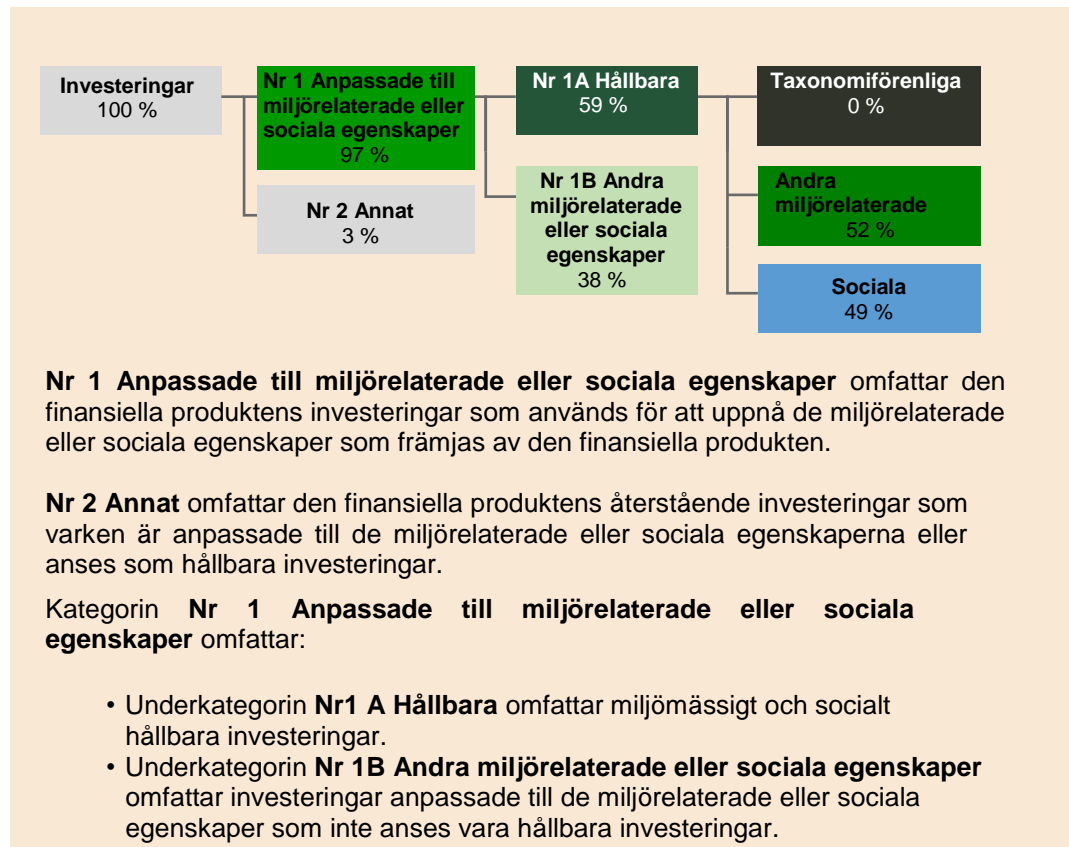 Investeringar
100 %
Nr 1 Anpassade till
miljörelaterade eller
sociala egenskaper
97 %
Nr 2 Annat
3 %
Nr 1A Hållbara
59 %
Nr 1B Andra
miljörelaterade
eller sociala
egenskaper
38 %
Taxonomiförenliga
0 %
Andra
miljörelaterade
52 %
Sociala
49 %
Nr 1 Anpassade till miljörelaterade eller sociala egenskaper omfattar den
finansiella produktens investeringar som används för att uppnå de miljörelaterade
eller sociala egenskaper som främjas av den finansiella produkten.
Nr 2 Annat omfattar den finansiella produktens återstående investeringar som
varken är anpassade till de miljörelaterade eller sociala egenskaperna eller
anses som hållbara investeringar.
Kategorin Nr 1 Anpassade till miljörelaterade eller sociala
egenskaper omfattar:
• Underkategorin Nr1 A Hållbara omfattar miljömässigt och socialt
hållbara investeringar.
• Underkategorin Nr 1B Andra miljörelaterade eller sociala egenskaper
omfattar investeringar anpassade till de miljörelaterade eller sociala
egenskaper som inte anses vara hållbara investeringar.